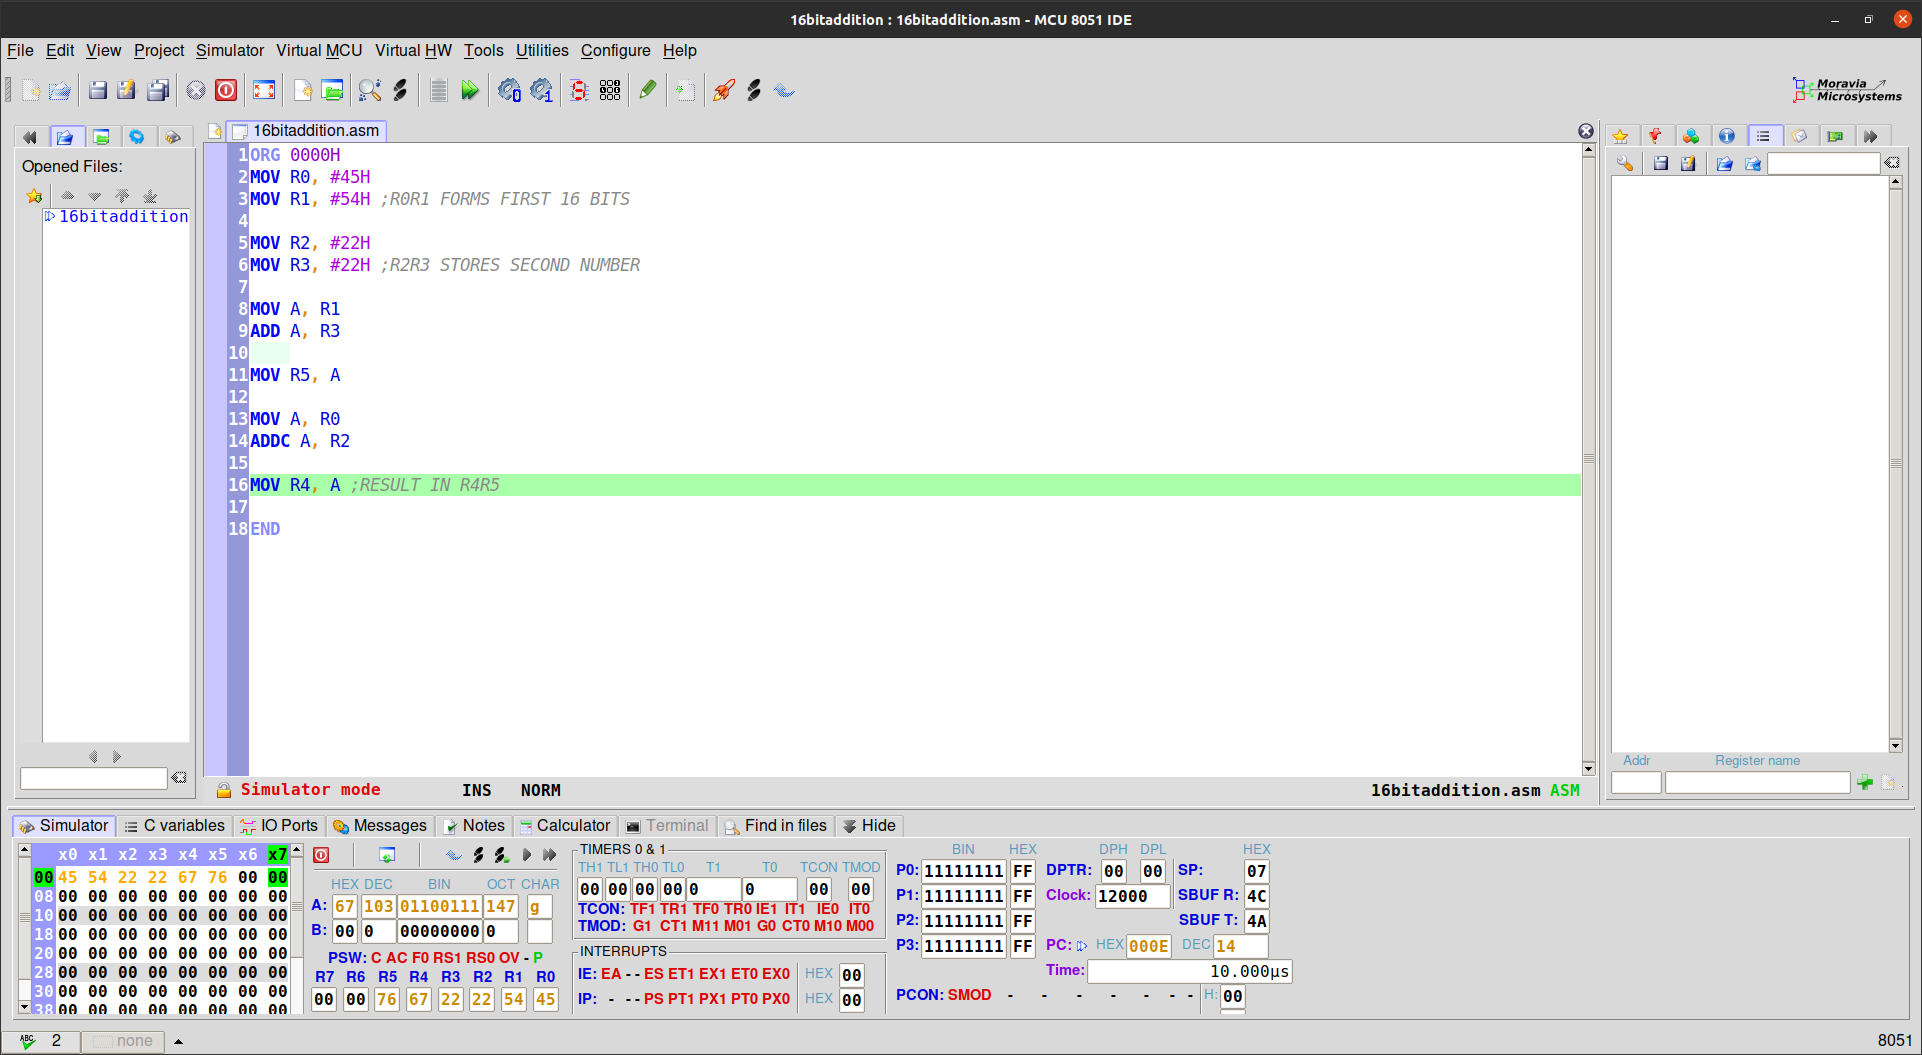 16bitaddition : 16bitaddition.asm - MCU 8051 IDE
File Edit View Project Simulator Virtual MCU Virtual HW Tools Utilities Configure Help
Moravia
Microsystems
16bitaddition.asm
Opened Files:
16bitaddition
1 ORG 0000H
2 MOV R0, #45H
3 MOV R1, #54H ;R0R1 FORMS FIRST 16 BITS
4
5 MOV R2, #22H
6 MOV R3, #22H ;R2R3 STORES SECOND NUMBER
7
8 MOV A, R1
9 ADD A, R3
10
11 MOV R5, A
12
13 MOV A, R0
14 ADDC A, R2
15
16 MOV R4, A ;RESULT IN R4R5
17
18 END
Addr Register name
Simulator mode INS NORM 16bitaddition.asm ASM
Simulator C variables IO Ports Messages Notes Calculator Terminal Find in files Hide
x0 x1 x2 x3 x4 x5 x6 x7
00 45 54 22 22 67 76 00 00
08 00 00 00 00 00 00 00 00
10 00 00 00 00 00 00 00 00
18 00 00 00 00 00 00 00 00
20 00 00 00 00 00 00 00 00
28 00 00 00 00 00 00 00 00
30 00 00 00 00 00 00 00 00
38 00 00 00 00 00 00 00 00
HEX DEC BIN OCT CHAR
A: 67 103 01100111 147 g
B: 00 0 00000000 0
PSW: C AC F0 RS1 RS0 OV - P
R7 R6 R5 R4 R3 R2 R1 R0
00 00 76 67 22 22 54 45
TIMERS 0 & 1
TH1 TL1 TH0 TL0 T1 T0 TCON TMOD
00 00 00 00 0 0 00 00
TCON: TF1 TR1 TF0 TR0 IE1 IT1 IE0 IT0
TMOD: G1 CT1 M11 M01 G0 CT0 M10 M00
INTERRUPTS
IE: EA - - ES ET1 EX1 ET0 EX0 HEX 00
IP: - - - PS PT1 PX1 PT0 PX0 HEX 00
BIN HEX
P0: 11111111 FF
P1: 11111111 FF
P2: 11111111 FF
P3: 11111111 FF
DPH DPL HEX
DPTR: 00 00 SP: 07
Clock: 12000 SBUF R: 4C
SBUF T: 4A
PC: HEX 000E DEC 14
Time: 10.000µs
PCON: SMOD - - - - - - - H: 00
ABC 2 none 8051